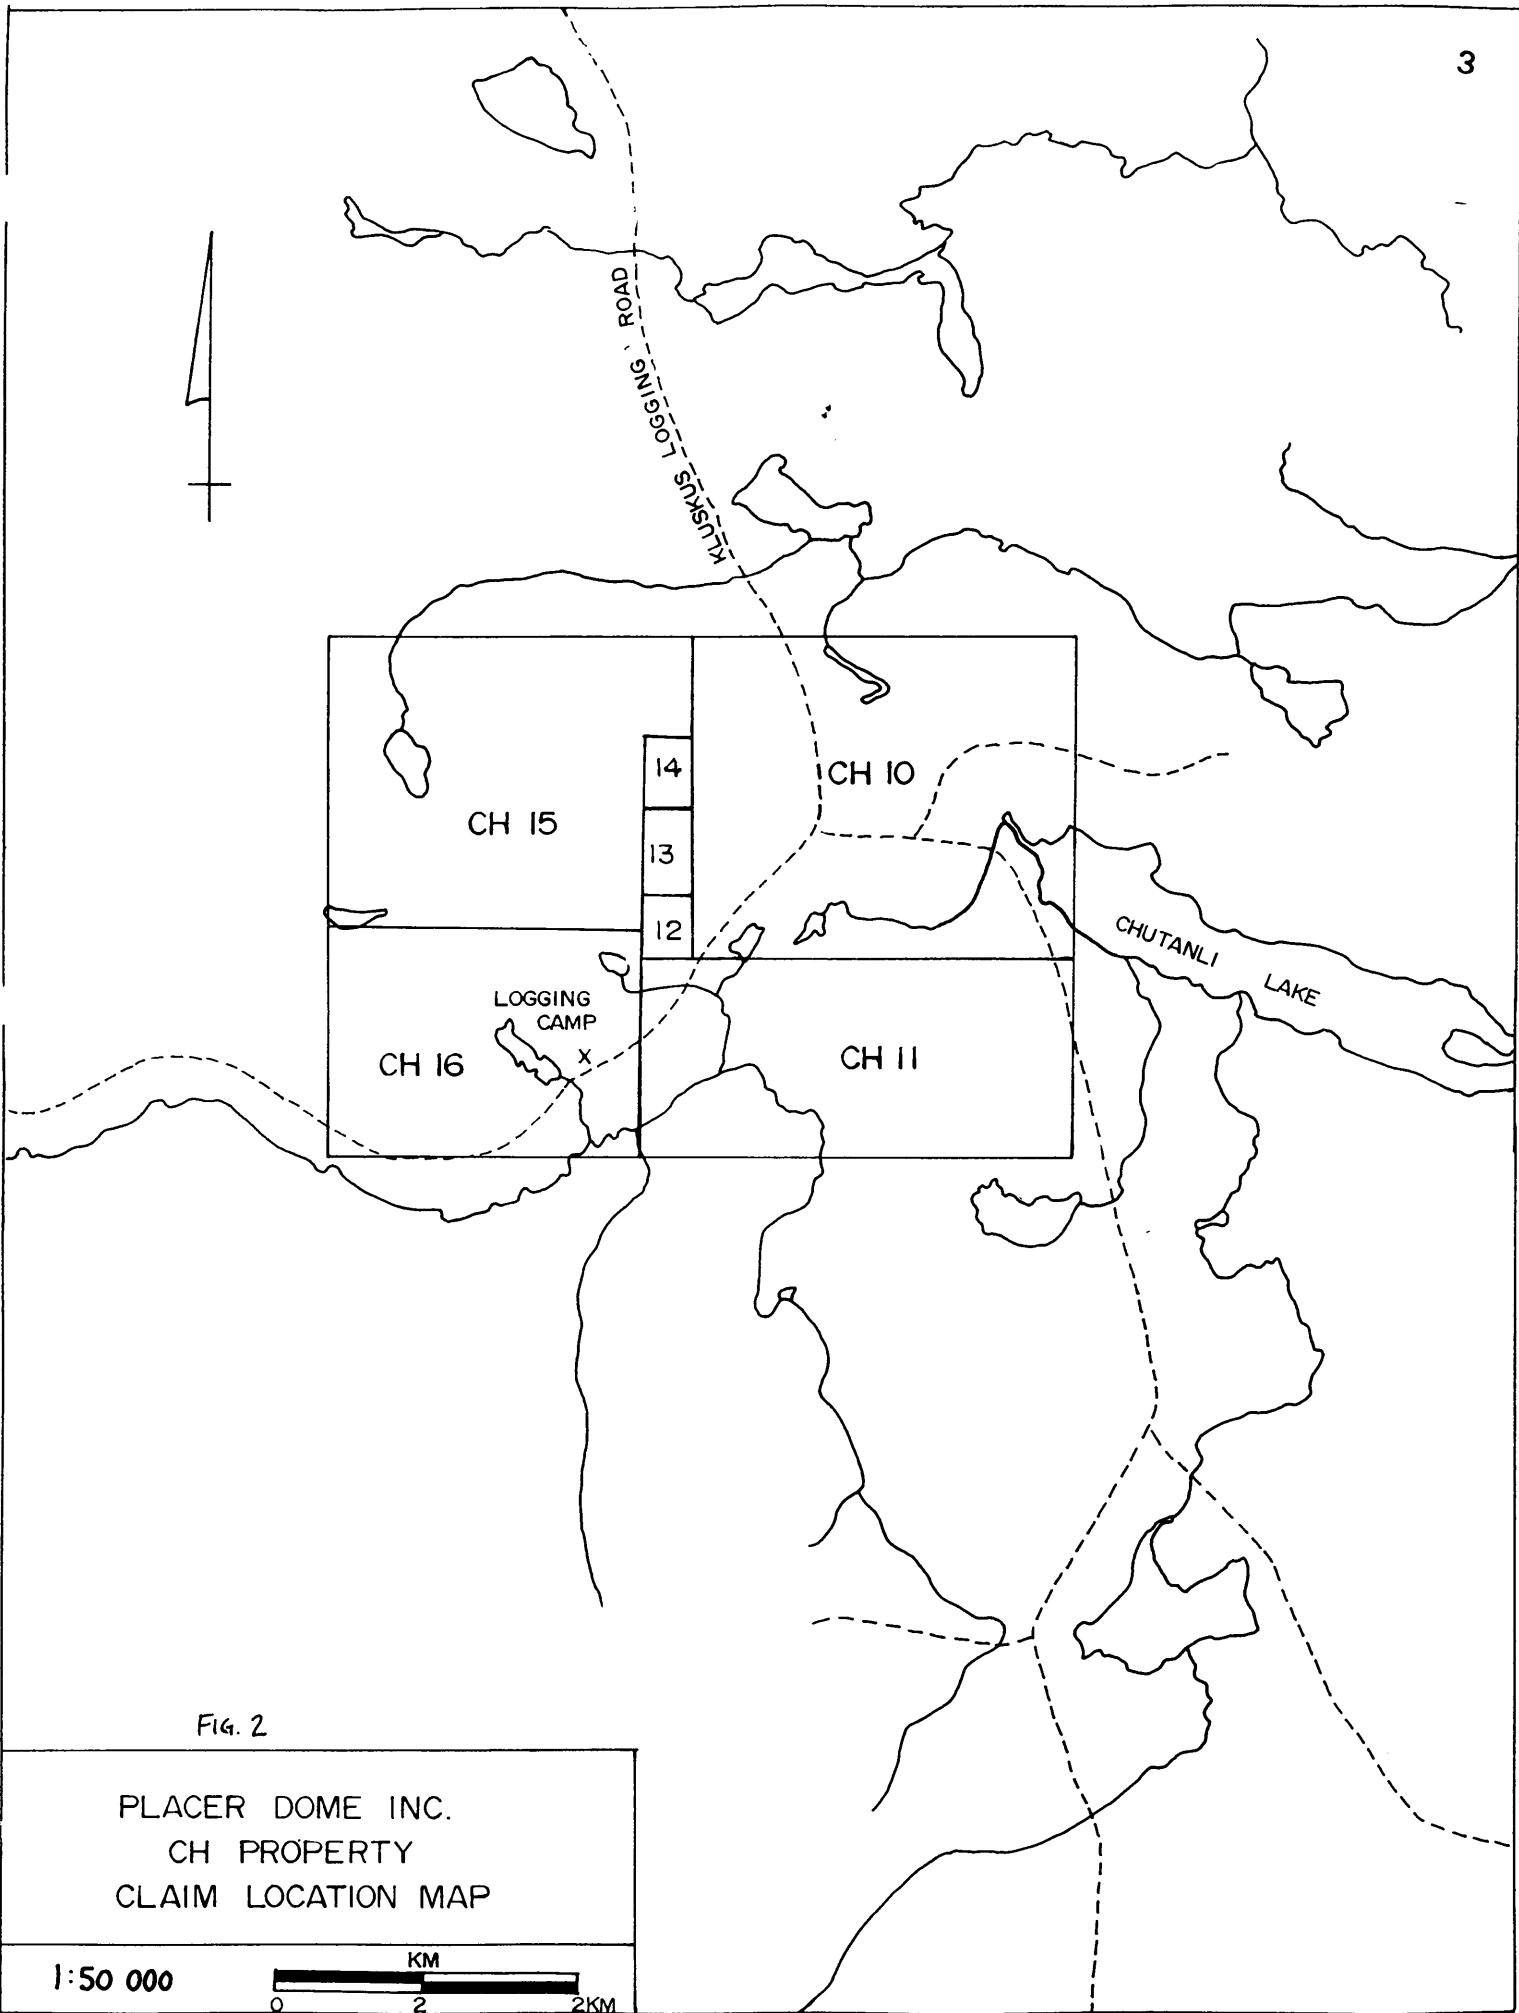 3
KLUSKUS LOGGING ROAD
14
CH 10
CH 15
13
12
CHUTANLI
LAKE
LOGGING
CAMP
X
CH 16
CH 11
FIG. 2
PLACER DOME INC.
CH PROPERTY
CLAIM LOCATION MAP
1:50 000
KM
0 2 2KM